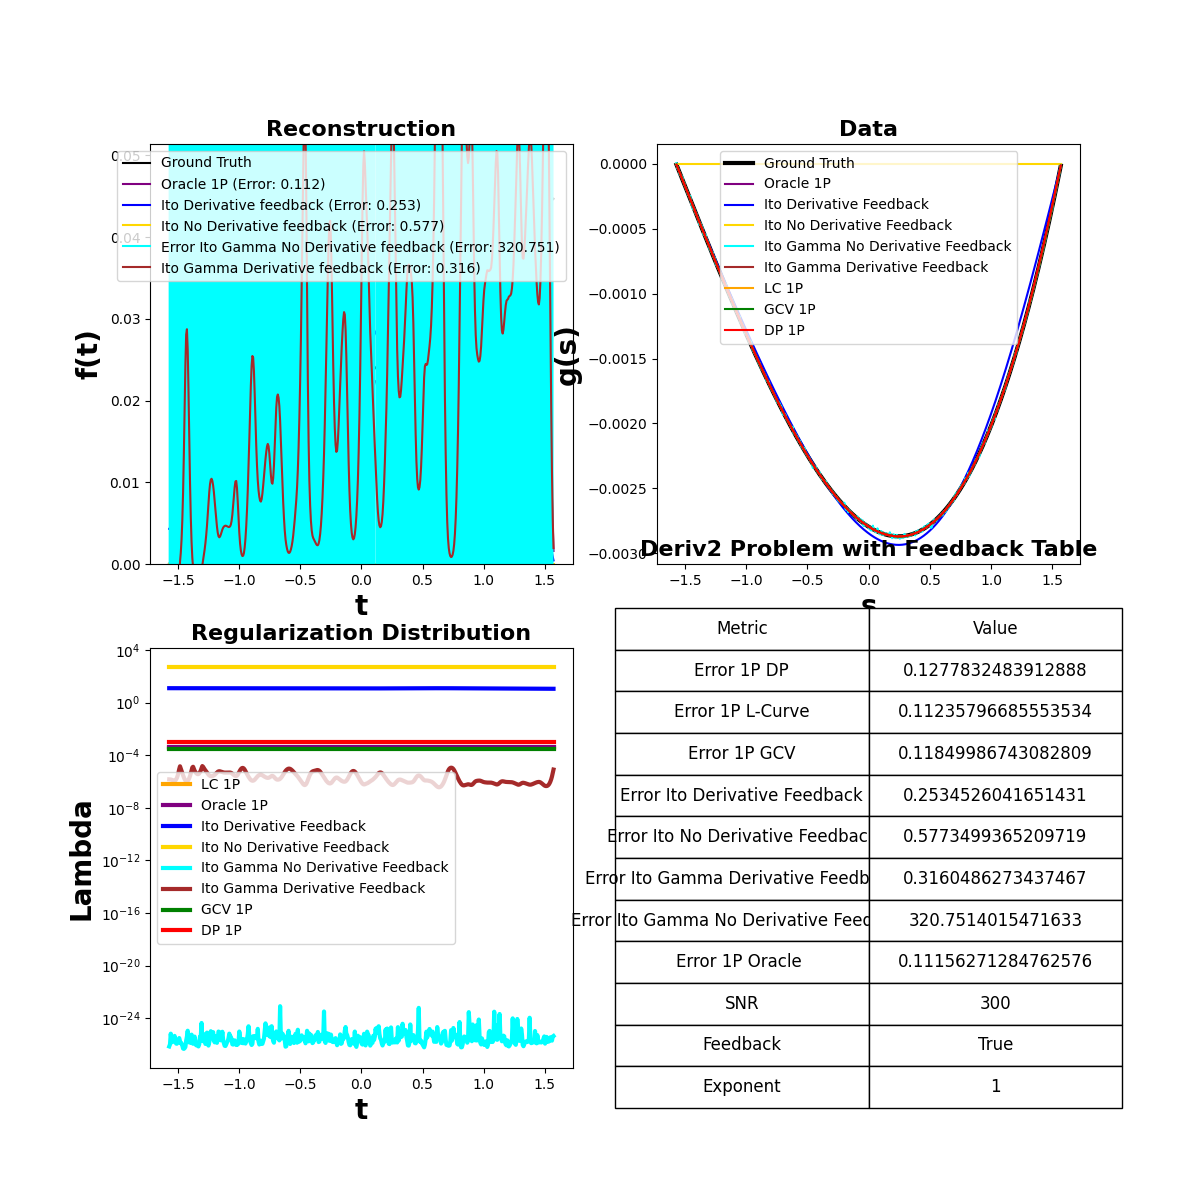 Reconstruction
f(t)
0.05
0.04
0.03
0.02
0.01
0.00
Ground Truth
Oracle 1P (Error: 0.112)
Ito Derivative feedback (Error: 0.253)
Ito No Derivative feedback (Error: 0.577)
Error Ito Gamma No Derivative feedback (Error: 320.751)
Ito Gamma Derivative feedback (Error: 0.316)
−1.5 −1.0 −0.5 0.0 0.5 1.0 1.5
t
Data
g(s)
0.0000
−0.0005
−0.0010
−0.0015
−0.0020
−0.0025
−0.0030
Ground Truth
Oracle 1P
Ito Derivative Feedback
Ito No Derivative Feedback
Ito Gamma No Derivative Feedback
Ito Gamma Derivative Feedback
LC 1P
GCV 1P
DP 1P
−1.5 −1.0 −0.5 0.0 0.5 1.0 1.5
s
Regularization Distribution
Lambda
10⁴
10⁰
10⁻⁴
10⁻⁸
10⁻¹²
10⁻¹⁶
10⁻²⁰
10⁻²⁴
LC 1P
Oracle 1P
Ito Derivative Feedback
Ito No Derivative Feedback
Ito Gamma No Derivative Feedback
Ito Gamma Derivative Feedback
GCV 1P
DP 1P
−1.5 −1.0 −0.5 0.0 0.5 1.0 1.5
t
Deriv2 Problem with Feedback Table
Metric Value
Error 1P DP 0.1277832483912888
Error 1P L-Curve 0.11235796685553534
Error 1P GCV 0.11849986743082809
Error Ito Derivative Feedback 0.2534526041651431
Error Ito No Derivative Feedbac 0.5773499365209719
Error Ito Gamma Derivative Feedb 0.3160486273437467
Error Ito Gamma No Derivative Feed 320.7514015471633
Error 1P Oracle 0.11156271284762576
SNR 300
Feedback True
Exponent 1